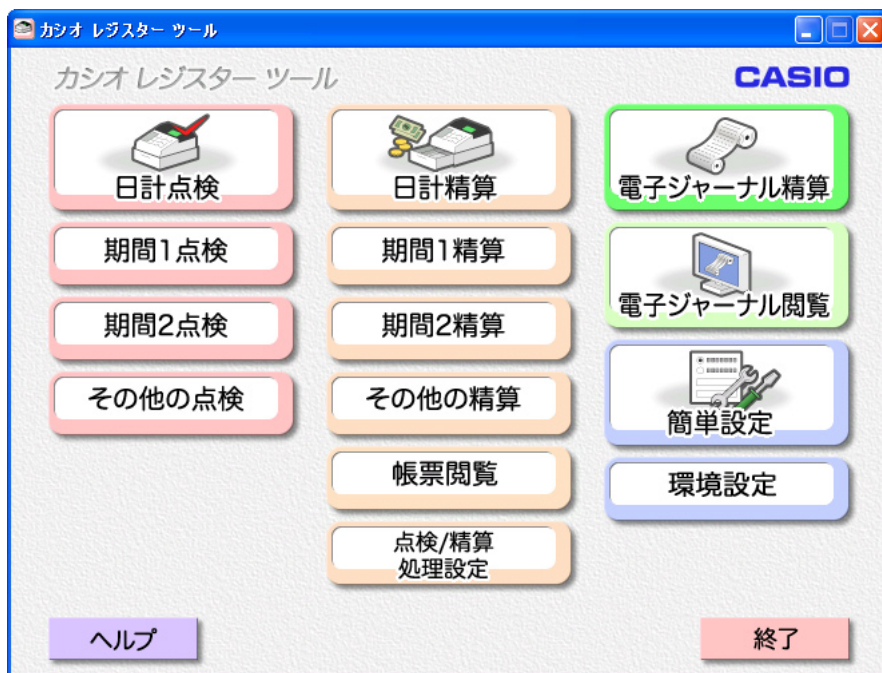 カシオ レジスター ツール
カシオ レジスター ツール
CASIO
日計点検
期間1点検
期間2点検
その他の点検
日計精算
期間1精算
期間2精算
その他の精算
帳票閲覧
点検/精算
処理設定
電子ジャーナル精算
電子ジャーナル閲覧
簡単設定
環境設定
ヘルプ
終了